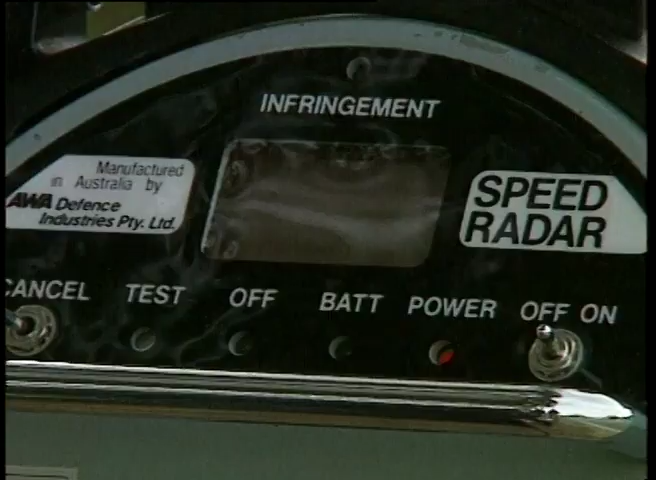 INFRINGEMENT
Manufactured
in Australia by
AWA Defence
Industries Pty. Ltd.
SPEED
RADAR
CANCEL TEST OFF BATT POWER OFF ON